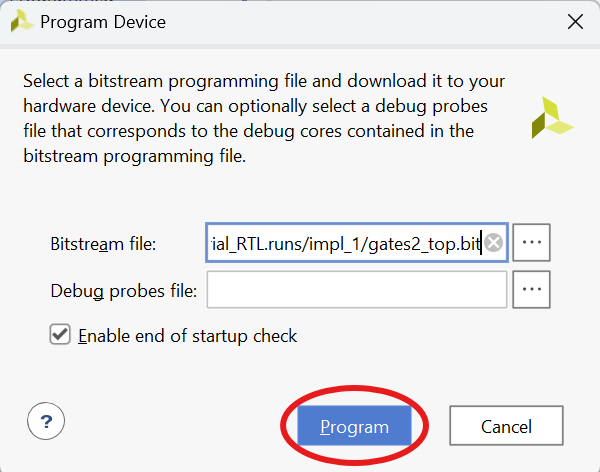 Program Device
Select a bitstream programming file and download it to your
hardware device. You can optionally select a debug probes
file that corresponds to the debug cores contained in the
bitstream programming file.
Bitstream file: ial_RTL.runs/impl_1/gates2_top.bit ...
Debug probes file: ...
Enable end of startup check
? Program Cancel